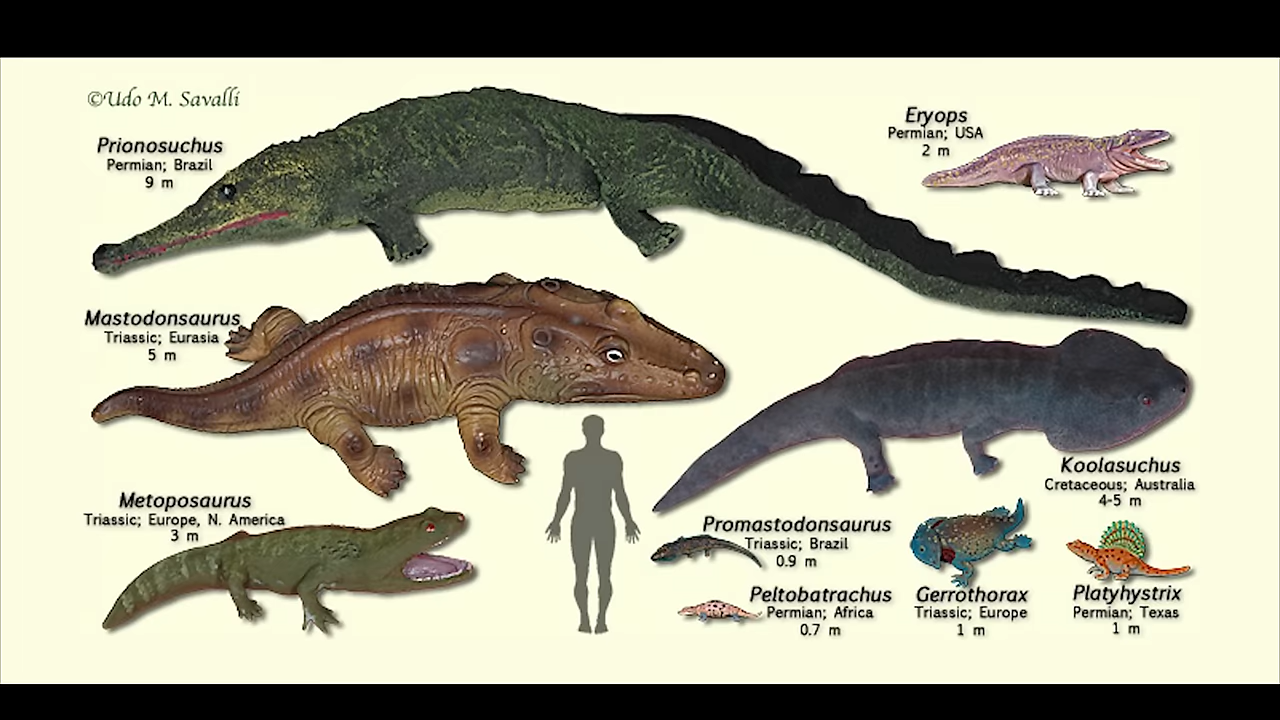 ©Udo M. Savalli
Prionosuchus
Permian; Brazil
9 m
Eryops
Permian; USA
2 m
Mastodonsaurus
Triassic; Eurasia
5 m
Koolasuchus
Cretaceous; Australia
4-5 m
Metoposaurus
Triassic; Europe, N. America
3 m
Promastodonsaurus
Triassic; Brazil
0.9 m
Peltobatrachus
Permian; Africa
0.7 m
Gerrothorax
Triassic; Europe
1 m
Platyhystrix
Permian; Texas
1 m